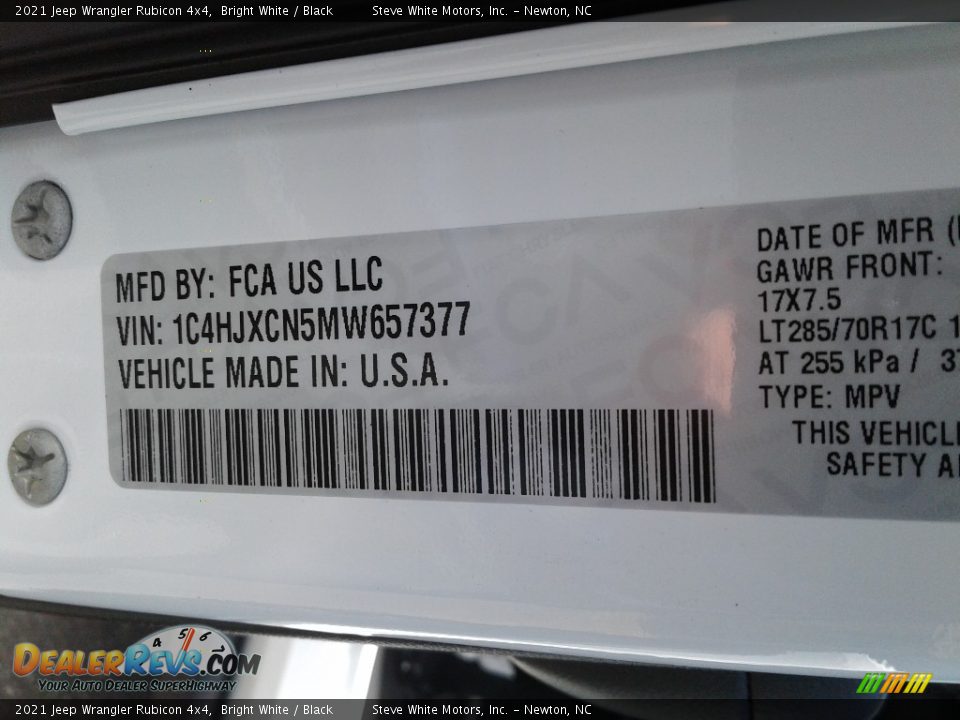 2021 Jeep Wrangler Rubicon 4x4, Bright White / Black Steve White Motors, Inc. - Newton, NC
MFD BY: FCA US LLC
VIN: 1C4HJXCN5MW657377
VEHICLE MADE IN: U.S.A.
DATE OF MFR
GAWR FRONT:
17X7.5
LT285/70R17C
AT 255 kPa /
TYPE: MPV
THIS
SAFETY
4 5 6
DEALERREVS.COM
YOUR AUTO DEALER SUPERHIGHWAY
2021 Jeep Wrangler Rubicon 4x4, Bright White / Black Steve White Motors, Inc. - Newton, NC